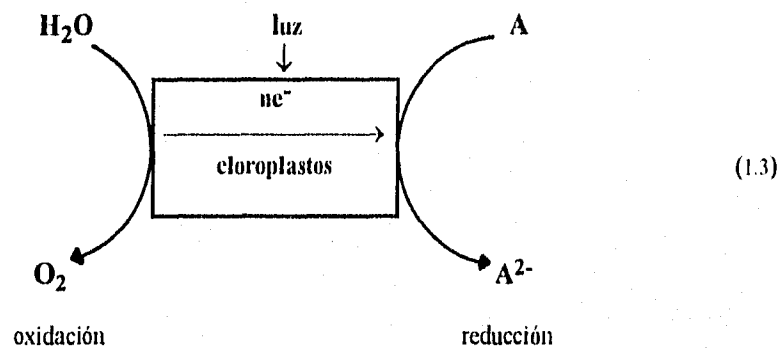 H₂O luz A
ne⁻
cloroplastos
(1.3)
O₂ A²⁻
oxidación reducción